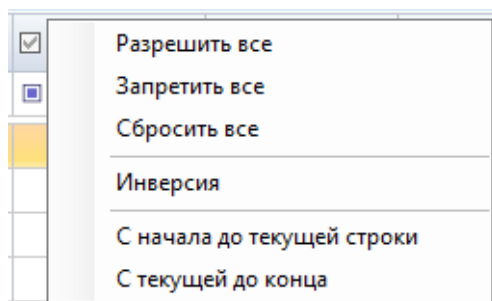 Разрешить все
Запретить все
Сбросить все
Инверсия
С начала до текущей строки
С текущей до конца